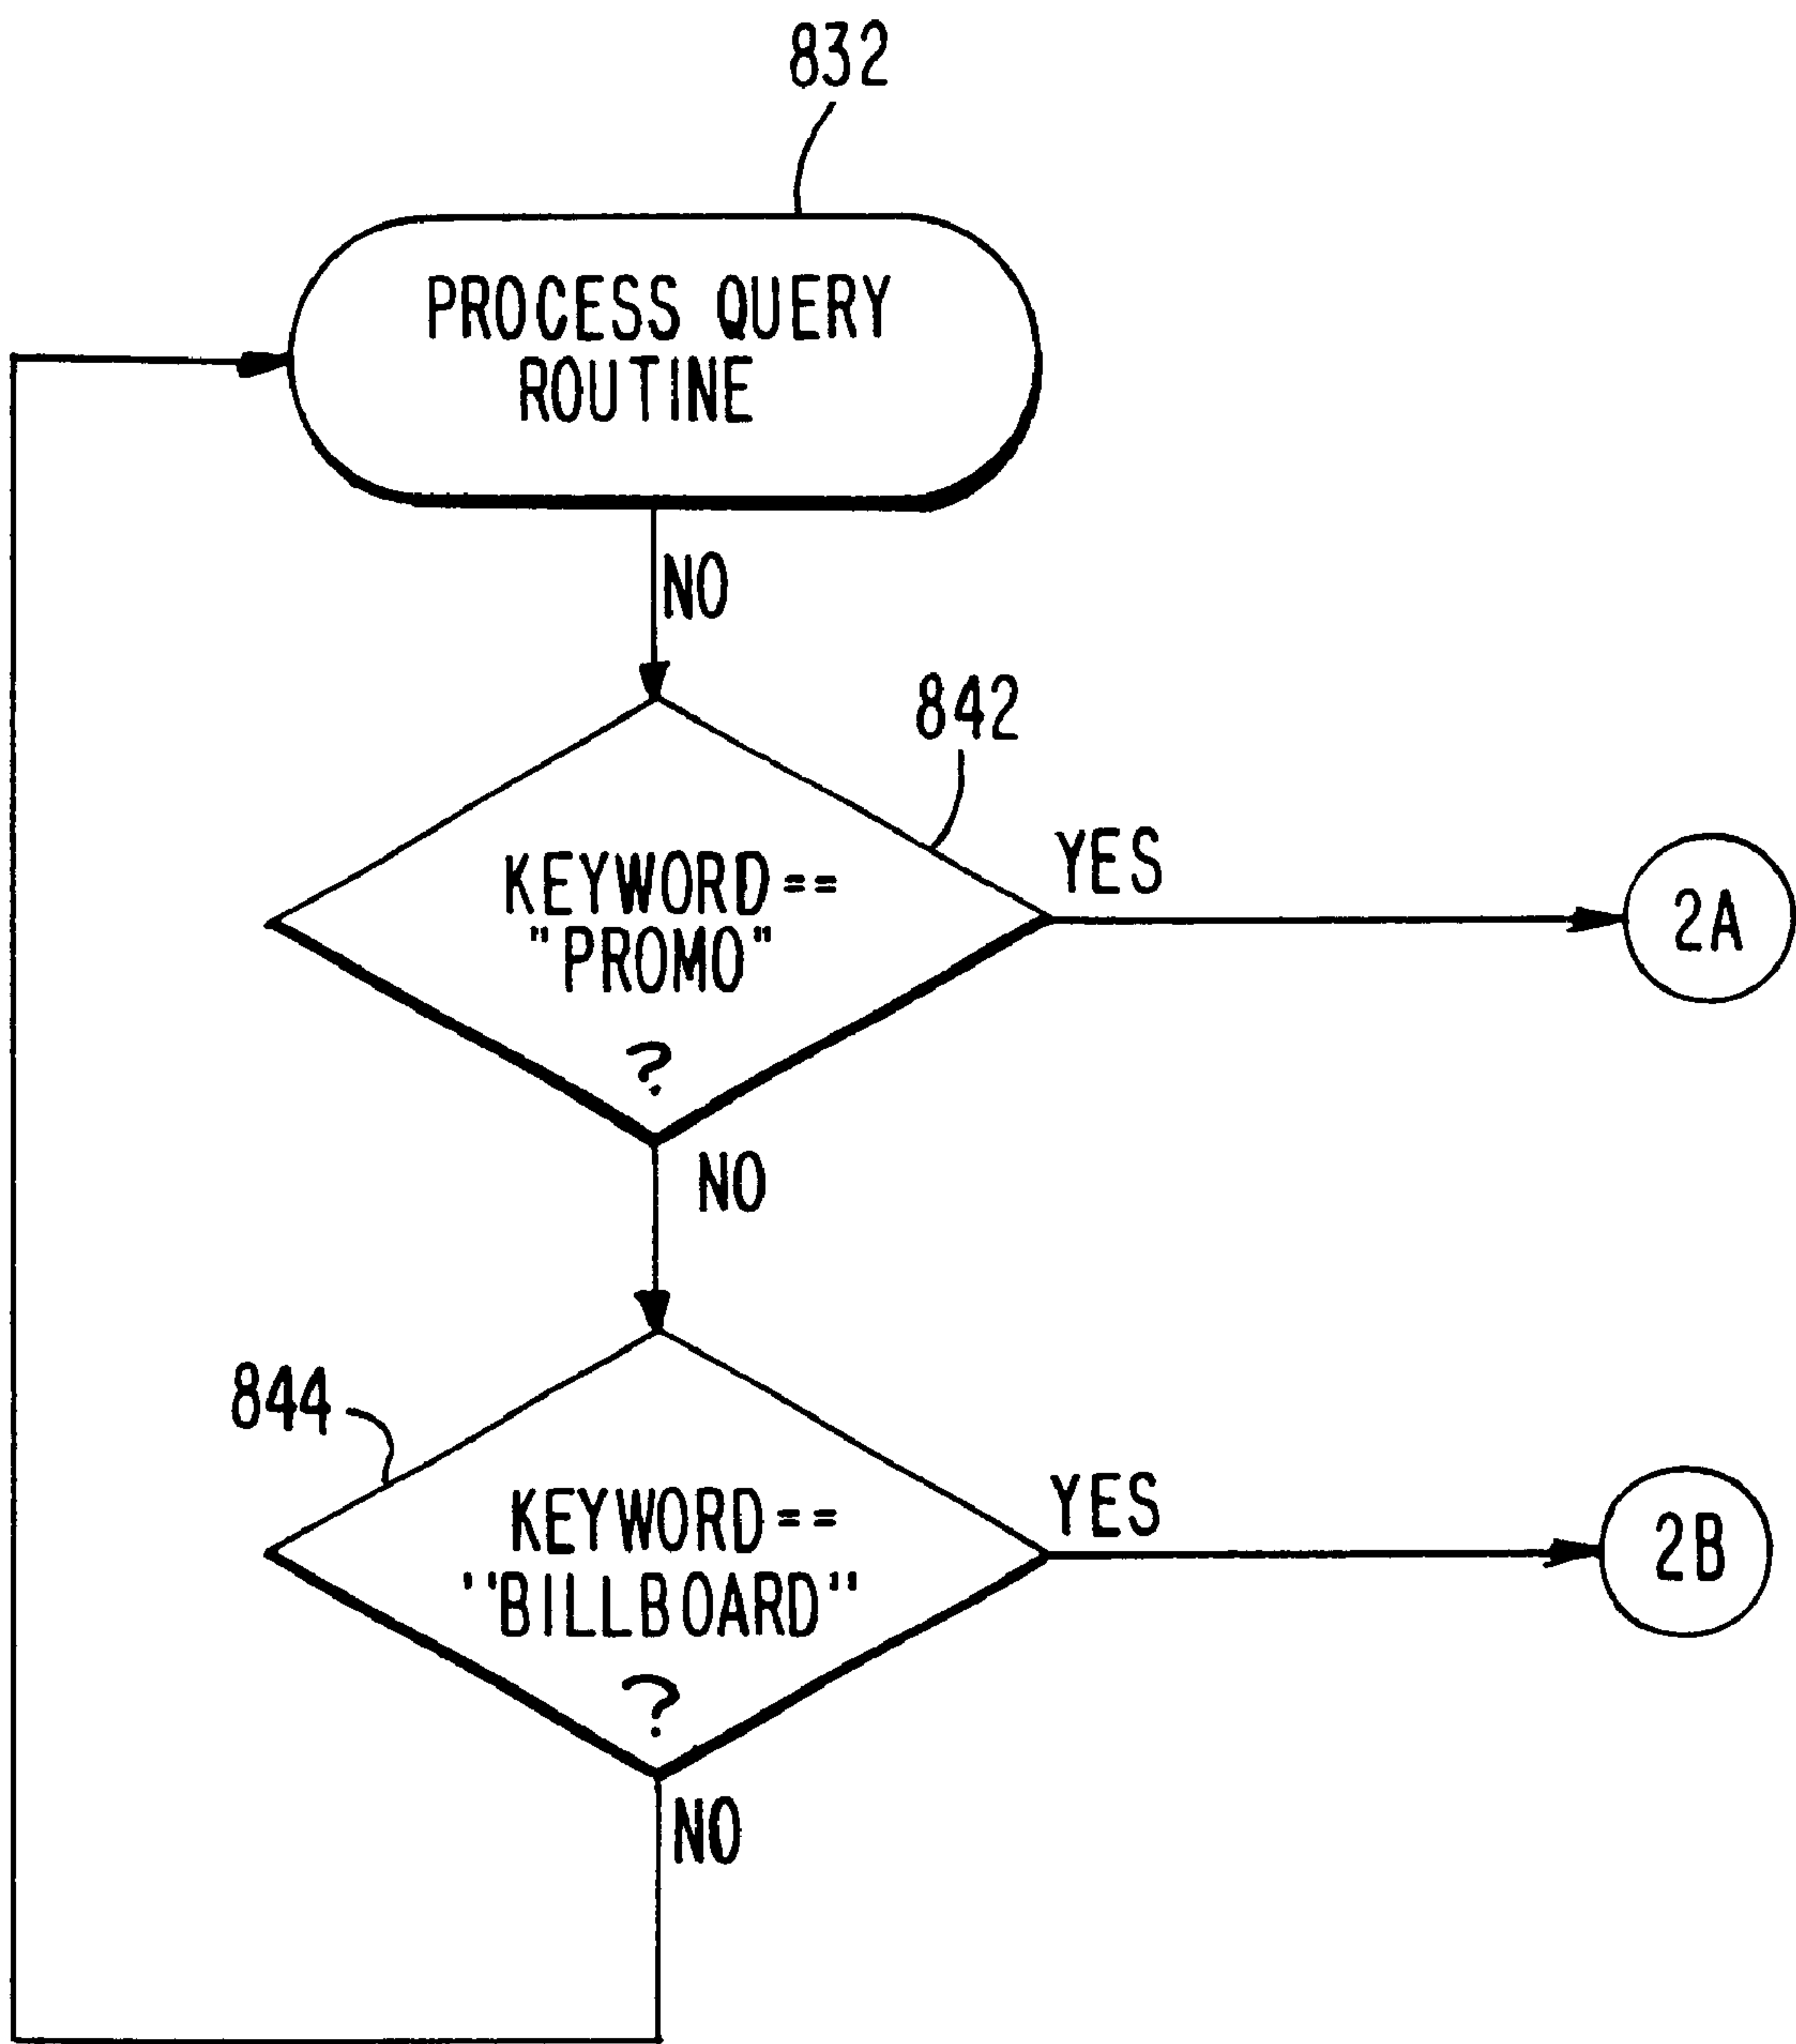 832
PROCESS QUERY
ROUTINE
NO
842
KEYWORD==
"PROMO"
?
YES
2A
NO
844
KEYWORD==
"BILLBOARD"
?
YES
2B
NO